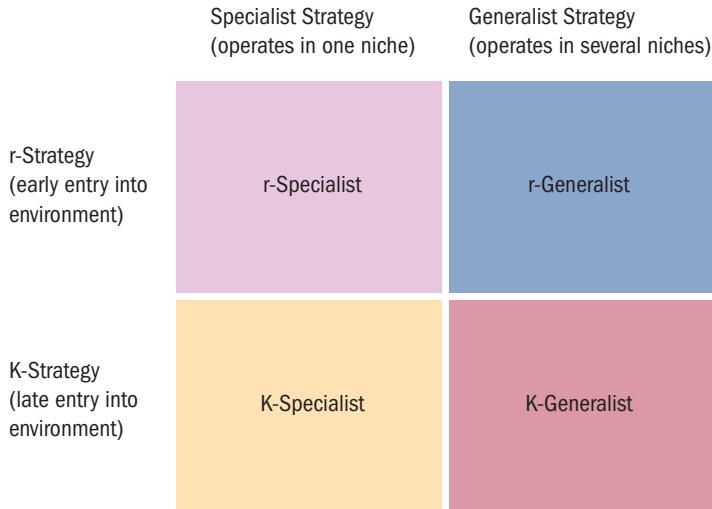 Specialist Strategy
(operates in one niche)
Generalist Strategy
(operates in several niches)
r-Strategy
(early entry into
environment)
r-Specialist
r-Generalist
K-Strategy
(late entry into
environment)
K-Specialist
K-Generalist